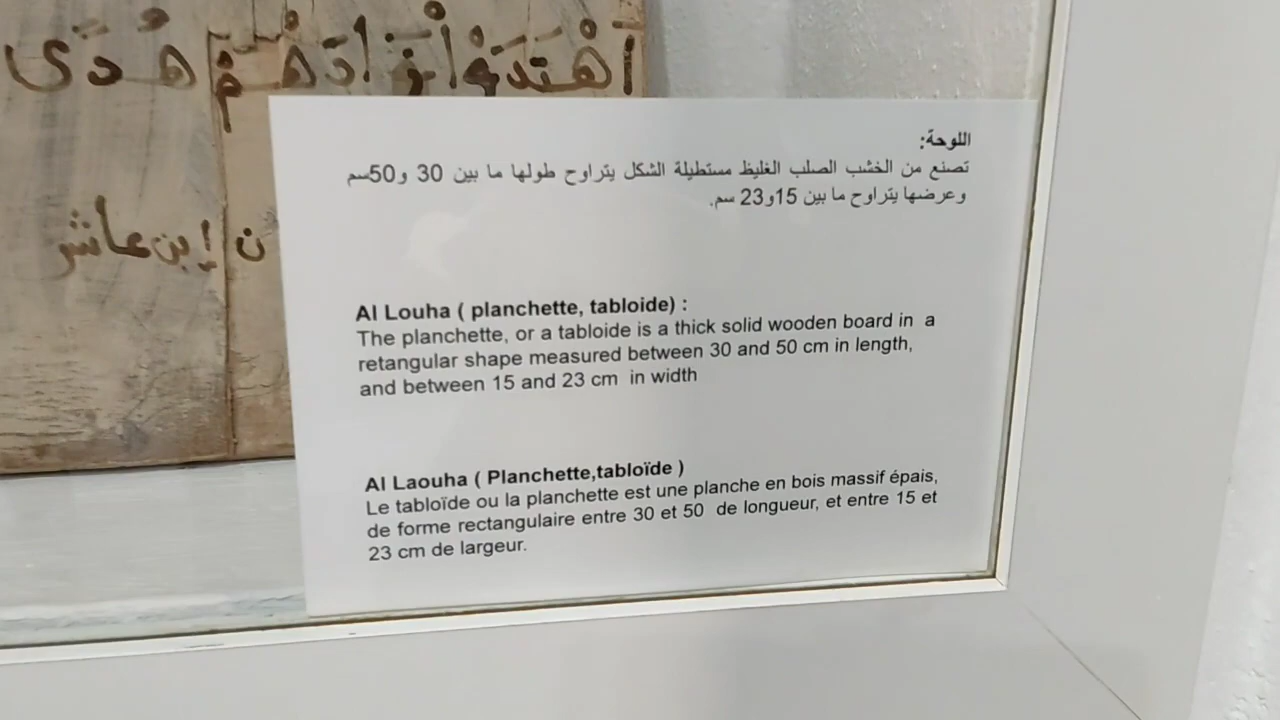 اَهْتَدَوْاْ زَادَهُمْ هُدًى
ن إبن عاشر
اللوحة:
تصنع من الخشب الصلب الغليظ مستطيلة الشكل يتراوح طولها ما بين 30 و50سم
وعرضها يتراوح ما بين 15و23 سم.
Al Louha ( planchette, tabloide) :
The planchette, or a tabloide is a thick solid wooden board in a
retangular shape measured between 30 and 50 cm in length,
and between 15 and 23 cm in width
Al Laouha ( Planchette,tabloïde )
Le tabloïde ou la planchette est une planche en bois massif épais,
de forme rectangulaire entre 30 et 50 de longueur, et entre 15 et
23 cm de largeur.